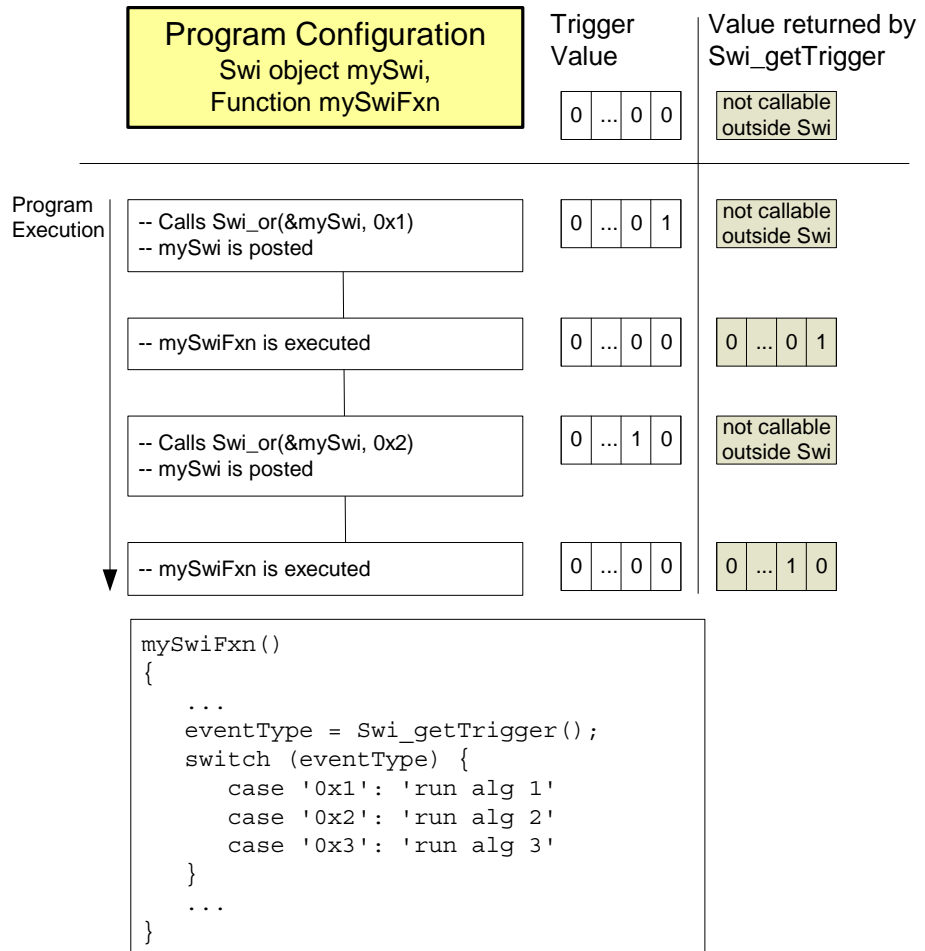 Program Configuration
Swi object mySwi,
Function mySwiFxn
Trigger
Value
Value returned by
Swi_getTrigger
0 ... 0 0
not callable
outside Swi
Program
Execution
-- Calls Swi_or(&mySwi, 0x1)
-- mySwi is posted
0 ... 0 1
not callable
outside Swi
-- mySwiFxn is executed
0 ... 0 0
0 ... 0 1
-- Calls Swi_or(&mySwi, 0x2)
-- mySwi is posted
0 ... 1 0
not callable
outside Swi
-- mySwiFxn is executed
0 ... 0 0
0 ... 1 0
mySwiFxn()
{
...
eventType = Swi_getTrigger();
switch (eventType) {
case '0x1': 'run alg 1'
case '0x2': 'run alg 2'
case '0x3': 'run alg 3'
}
...
}